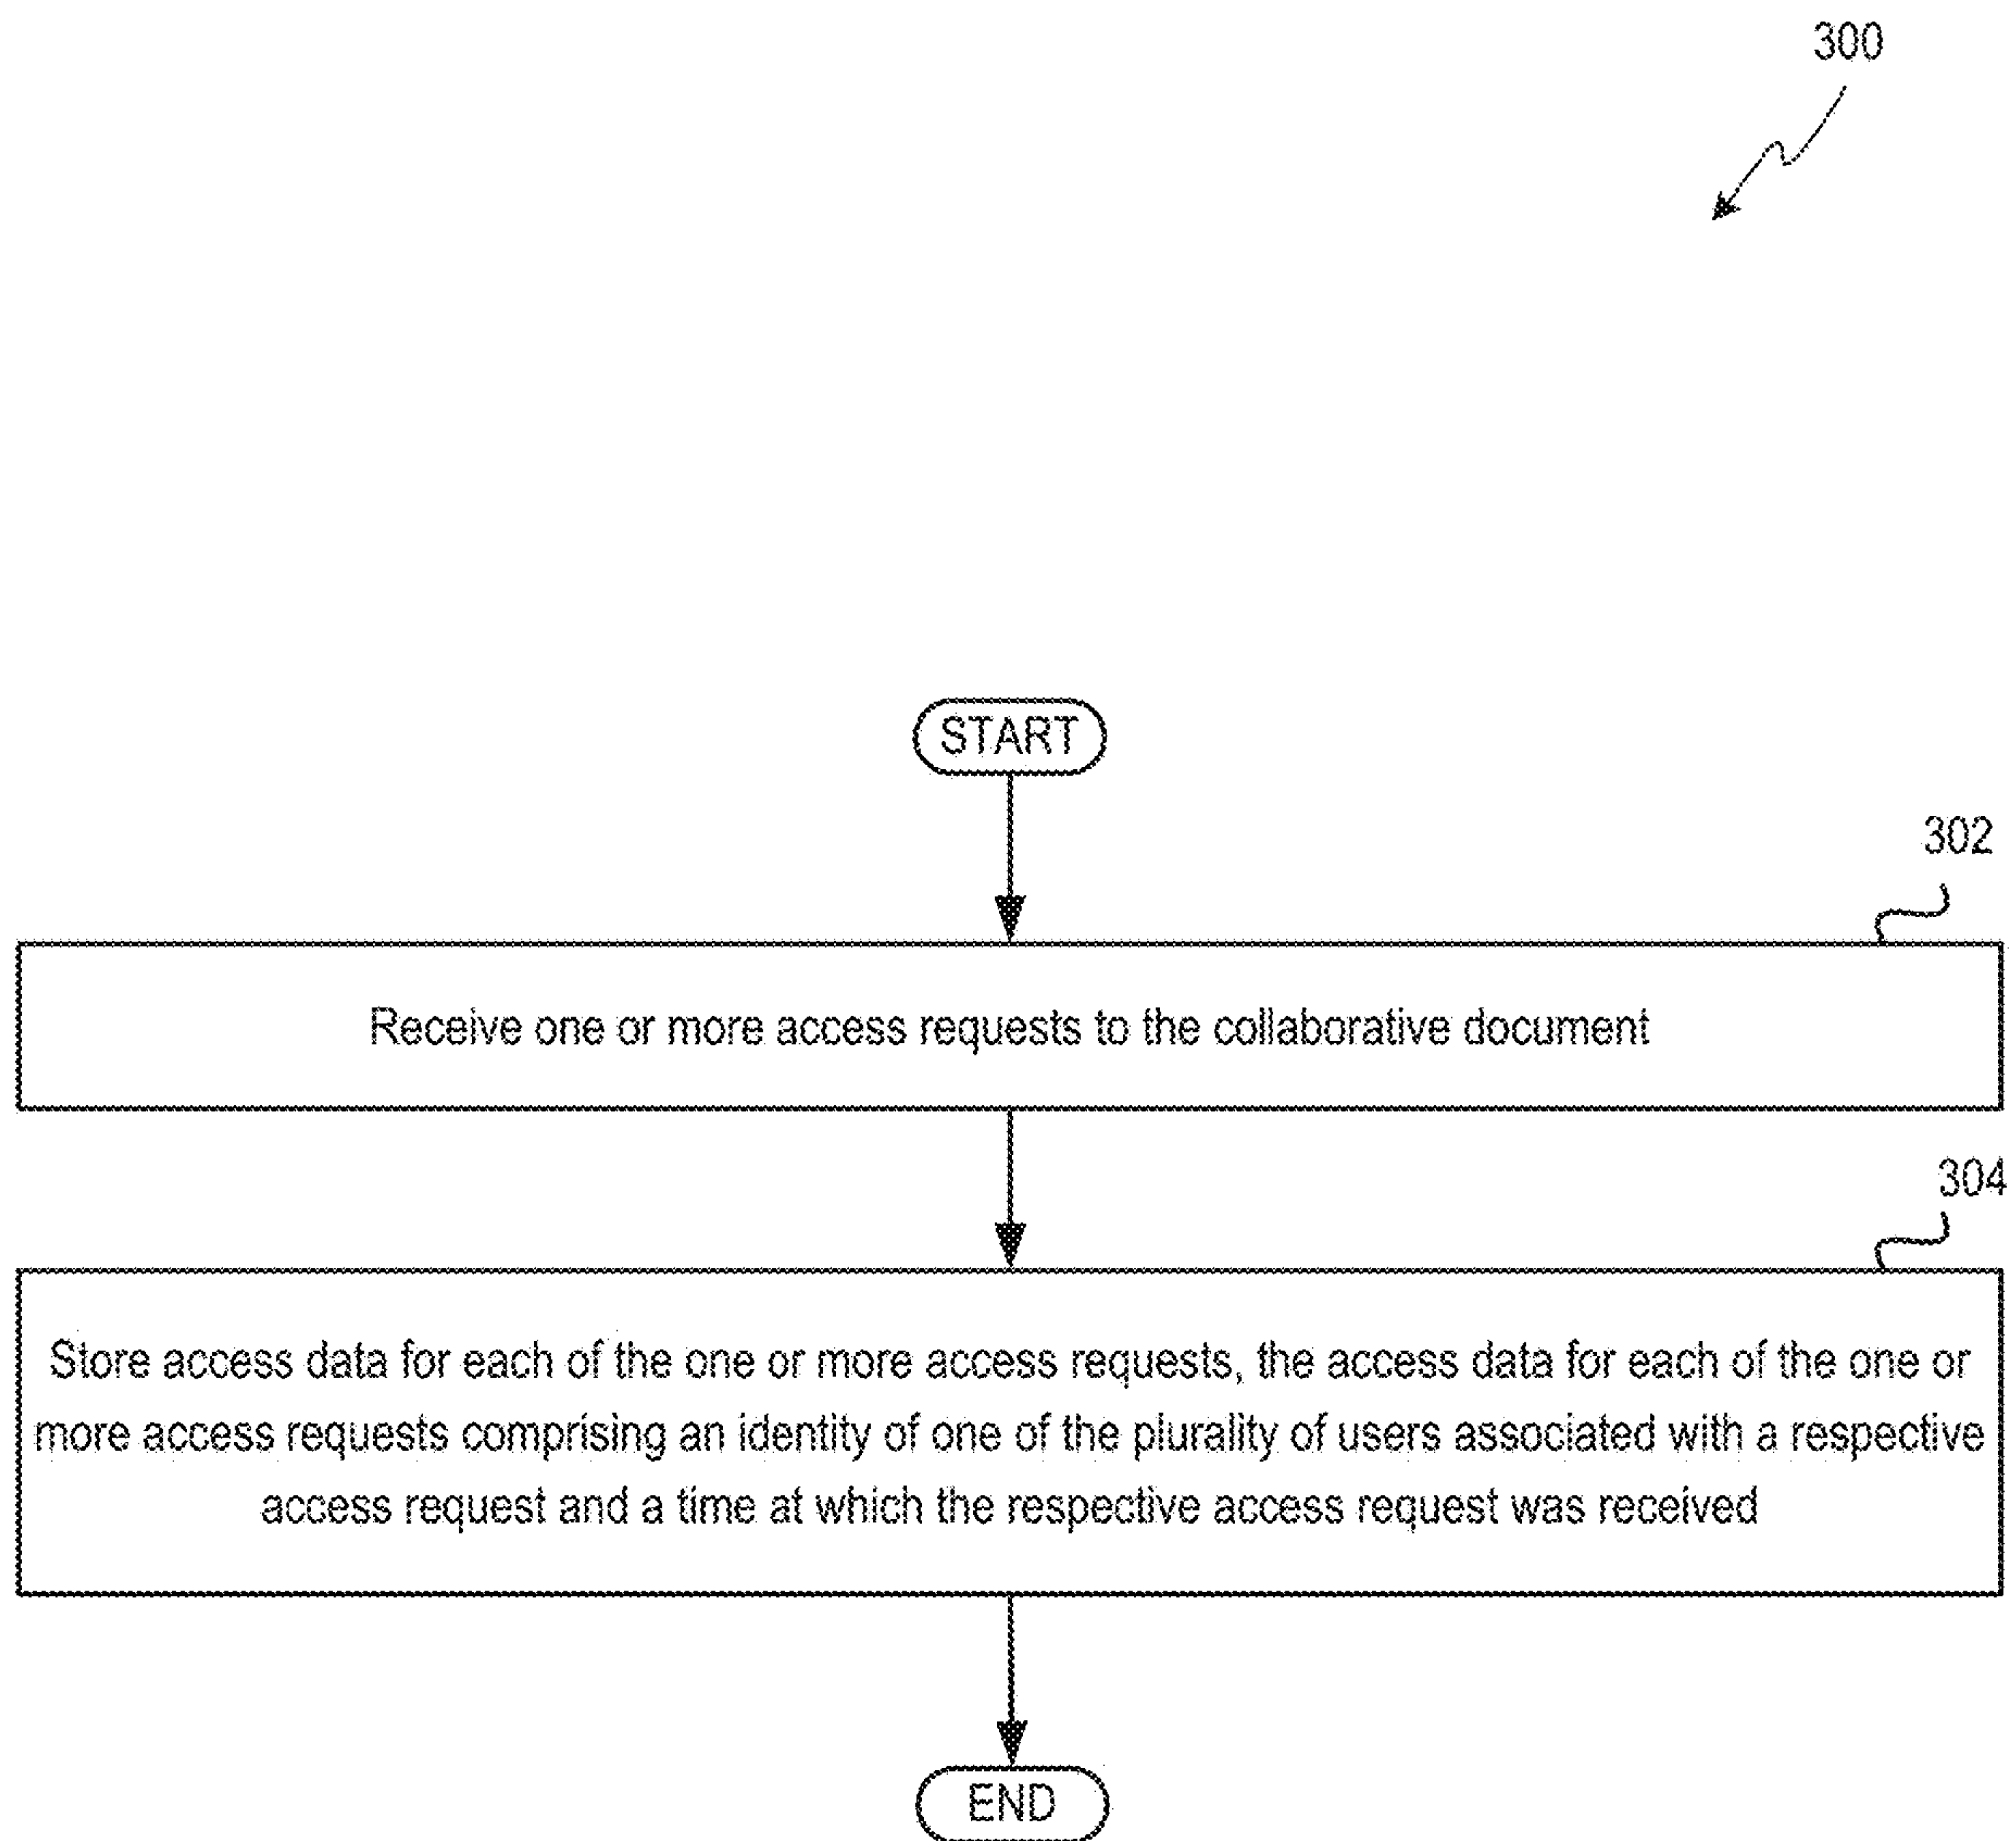 300
START
302
Receive one or more access requests to the collaborative document
304
Store access data for each of the one or more access requests, the access data for each of the one or
more access requests comprising an identity of one of the plurality of users associated with a respective
access request and a time at which the respective access request was received
END